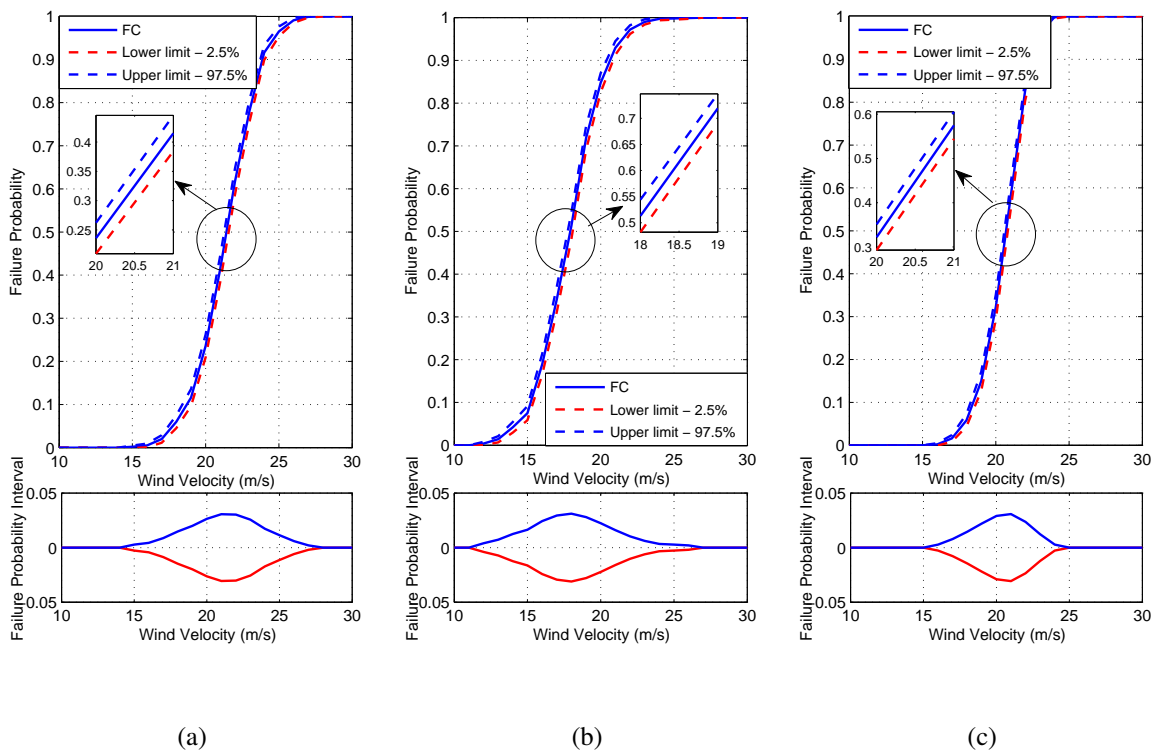 FC
Lower limit – 2.5%
Upper limit – 97.5%
1
0.9
0.8
0.7
0.6
0.5
0.4
0.3
0.2
0.1
0
Failure Probability
0.4
0.35
0.3
0.25
20 20.5 21
10 15 20 25 30
Wind Velocity (m/s)
Failure Probability Interval
0.05
0
0.05
10 15 20 25 30
Wind Velocity (m/s)
(a)
1
0.9
0.8
0.7
0.6
0.5
0.4
0.3
0.2
0.1
0
Failure Probability
0.7
0.65
0.6
0.55
0.5
18 18.5 19
FC
Lower limit – 2.5%
Upper limit – 97.5%
10 15 20 25 30
Wind Velocity (m/s)
Failure Probability Interval
0.05
0
0.05
10 15 20 25 30
Wind Velocity (m/s)
(b)
FC
Lower limit – 2.5%
Upper limit – 97.5%
1
0.9
0.8
0.7
0.6
0.5
0.4
0.3
0.2
0.1
0
Failure Probability
0.6
0.5
0.4
0.3
20 20.5 21
10 15 20 25 30
Wind Velocity (m/s)
Failure Probability Interval
0.05
0
0.05
10 15 20 25 30
Wind Velocity (m/s)
(c)